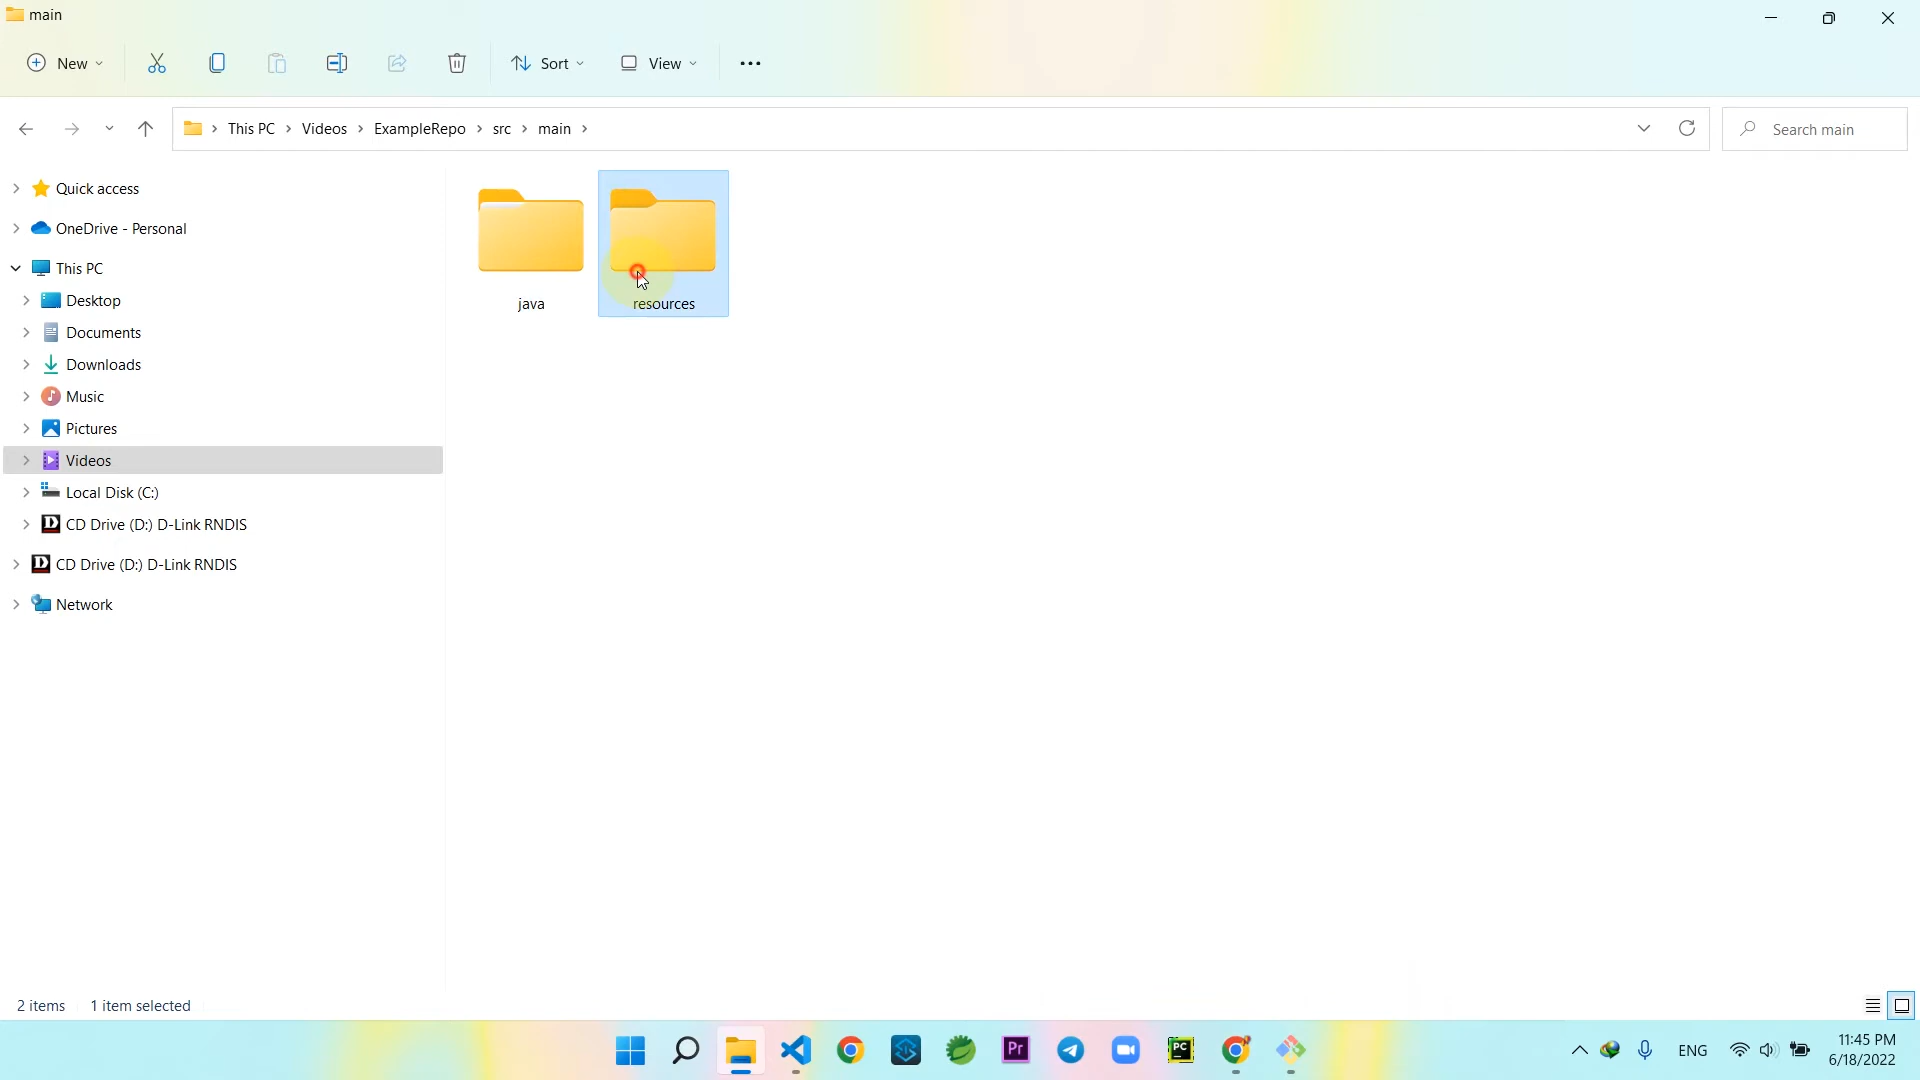 main
New
Sort
View
This PC
Videos
ExampleRepo
src
main
Search main
Quick access
OneDrive - Personal
This PC
Desktop
Documents
Downloads
Music
Pictures
Videos
Local Disk (C:)
CD Drive (D:) D-Link RNDIS
CD Drive (D:) D-Link RNDIS
Network
java
resources
2 items
1 item selected
Pr
PC
ENG
11:45 PM
6/18/2022